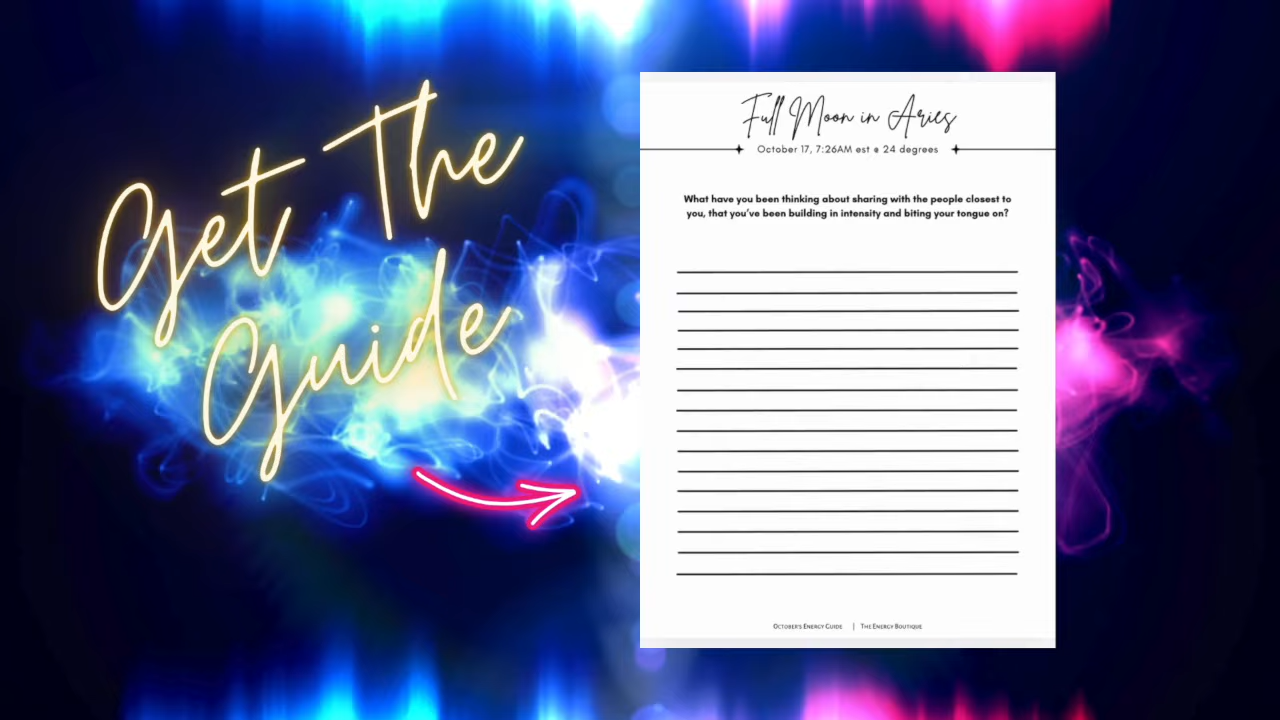 Get The
Guide
Full Moon in Aries
October 17, 7:26AM est @ 24 degrees
What have you been thinking about sharing with the people closest to
you, that you've been building in intensity and biting your tongue on?
October's Energy Guide | The Energy Boutique